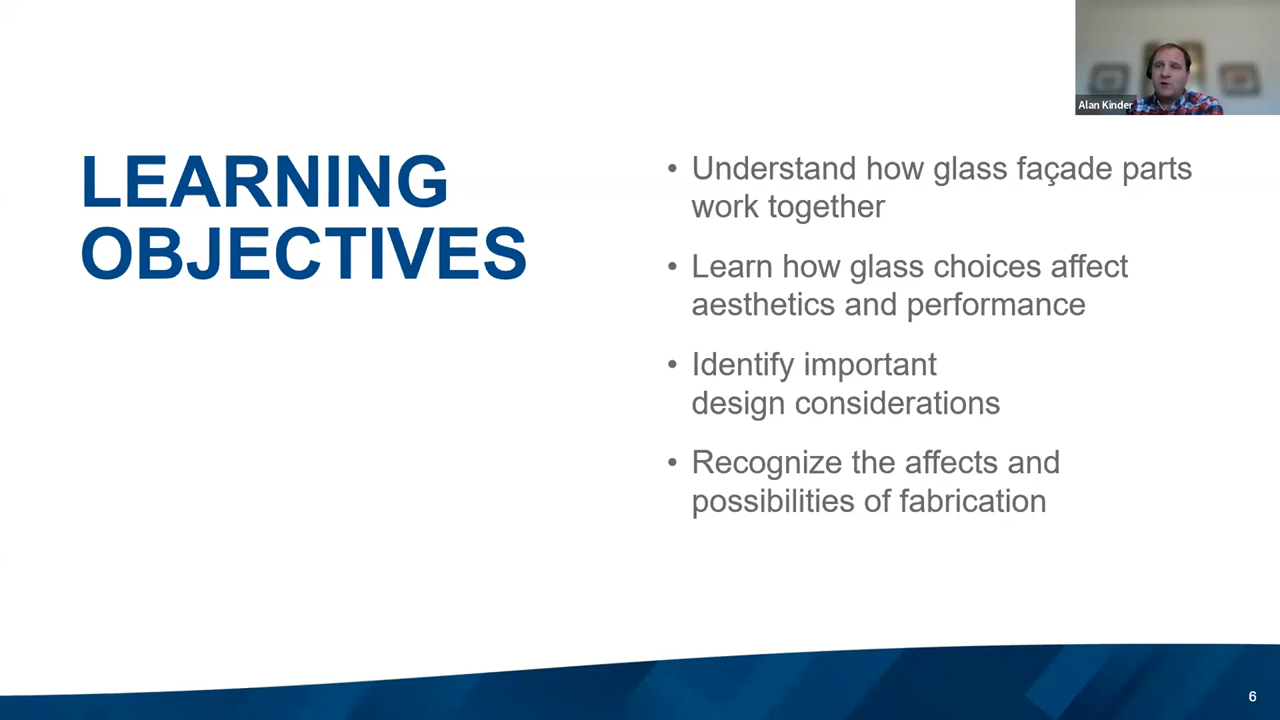 Alan Kinder
LEARNING
OBJECTIVES
• Understand how glass façade parts
work together
• Learn how glass choices affect
aesthetics and performance
• Identify important
design considerations
• Recognize the affects and
possibilities of fabrication
6